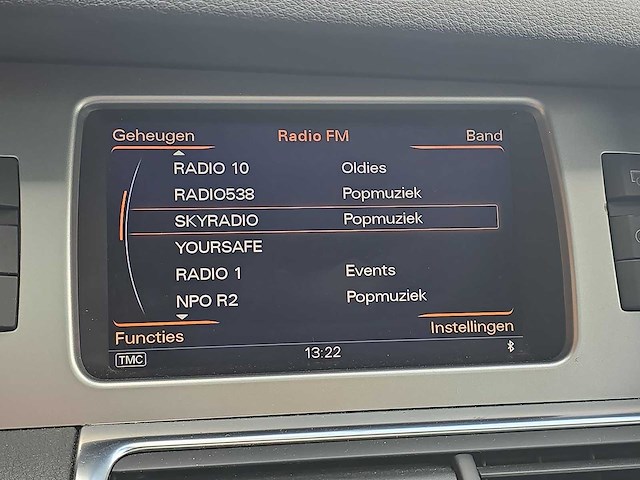 Geheugen Radio FM Band
RADIO 10 Oldies
RADIO538 Popmuziek
SKYRADIO Popmuziek
YOURSAFE
RADIO 1 Events
NPO R2 Popmuziek
Functies Instellingen
TMC 13:22